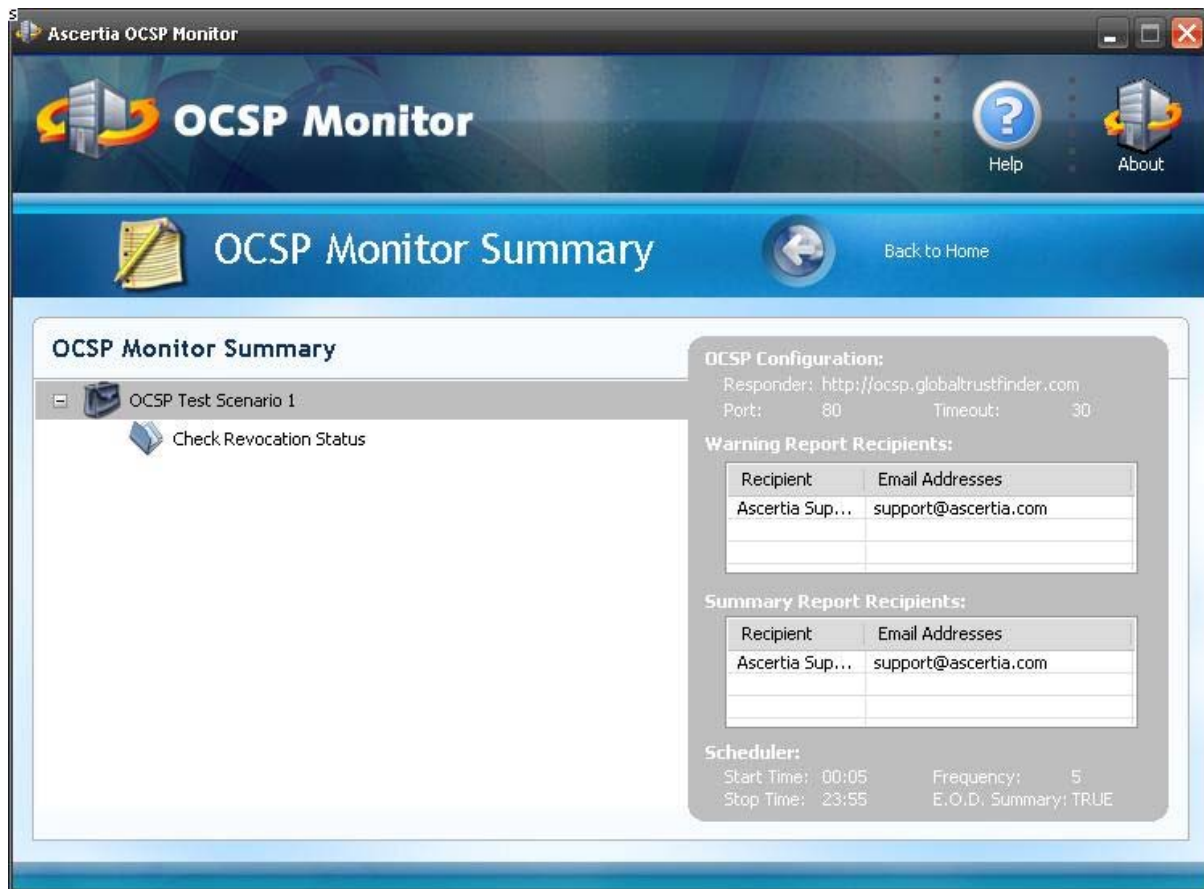 s
Ascertia OCSP Monitor
OCSP Monitor
Help
About
OCSP Monitor Summary
Back to Home
OCSP Monitor Summary
OCSP Test Scenario 1
Check Revocation Status
OCSP Configuration:
Responder: http://ocsp.globaltrustfinder.com
Port: 80 Timeout: 30
Warning Report Recipients:
Recipient Email Addresses
Ascertia Sup... support@ascertia.com
Summary Report Recipients:
Recipient Email Addresses
Ascertia Sup... support@ascertia.com
Scheduler:
Start Time: 00:05 Frequency: 5
Stop Time: 23:55 E.O.D. Summary: TRUE